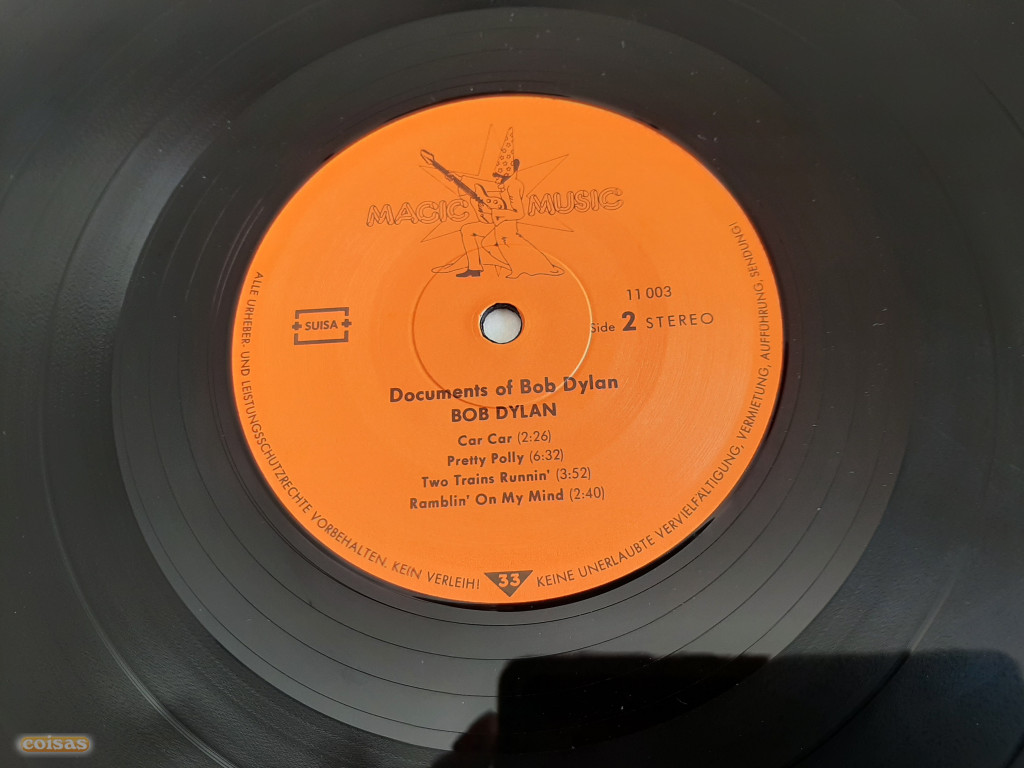 MAGIC MUSIC
SUISA
11 003
Side 2 STEREO
Documents of Bob Dylan
BOB DYLAN
Car Car (2:26)
Pretty Polly (6:32)
Two Trains Runnin' (3:52)
Ramblin' On My Mind (2:40)
ALLE URHEBER- UND LEISTUNGSSCHUTZRECHTE VORBEHALTEN. KEIN VERLEIH! 33 KEINE UNERLAUBTE VERVIELFÄLTIGUNG, VERMIETUNG, AUFFÜHRUNG, SENDUNG!
coisas